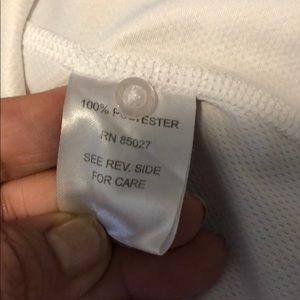 100% POLYESTER
RN 85027
SEE REV. SIDE
FOR CARE